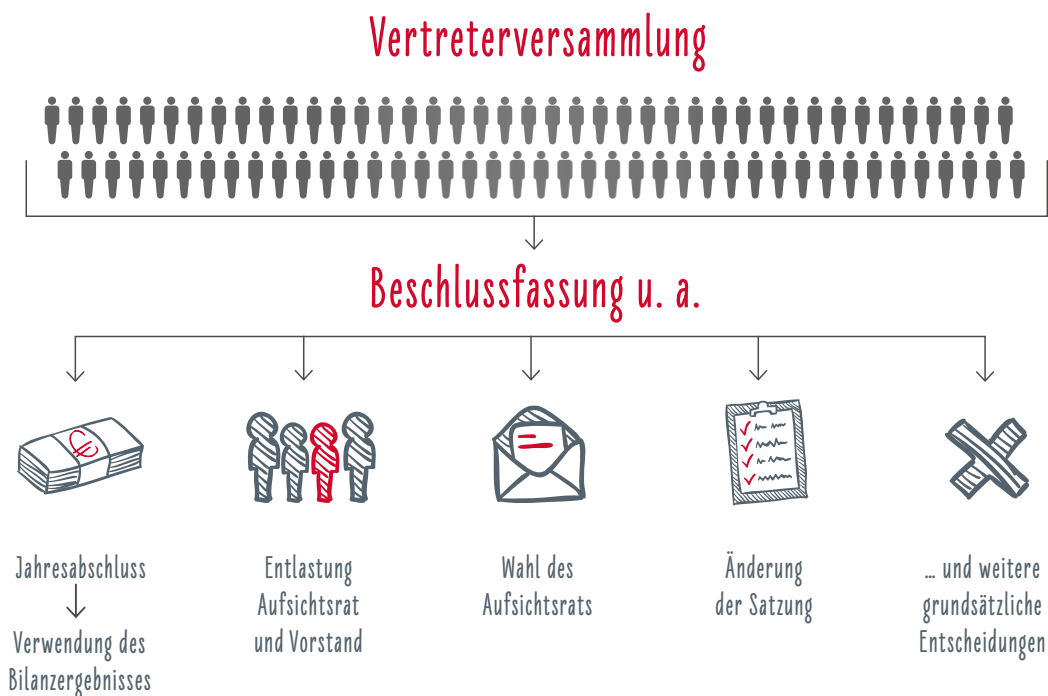 Vertreterversammlung
Beschlussfassung u. a.
Jahresabschluss
Verwendung des
Bilanzergebnisses
Entlastung
Aufsichtsrat
und Vorstand
Wahl des
Aufsichtsrats
Änderung
der Satzung
... und weitere
grundsätzliche
Entscheidungen